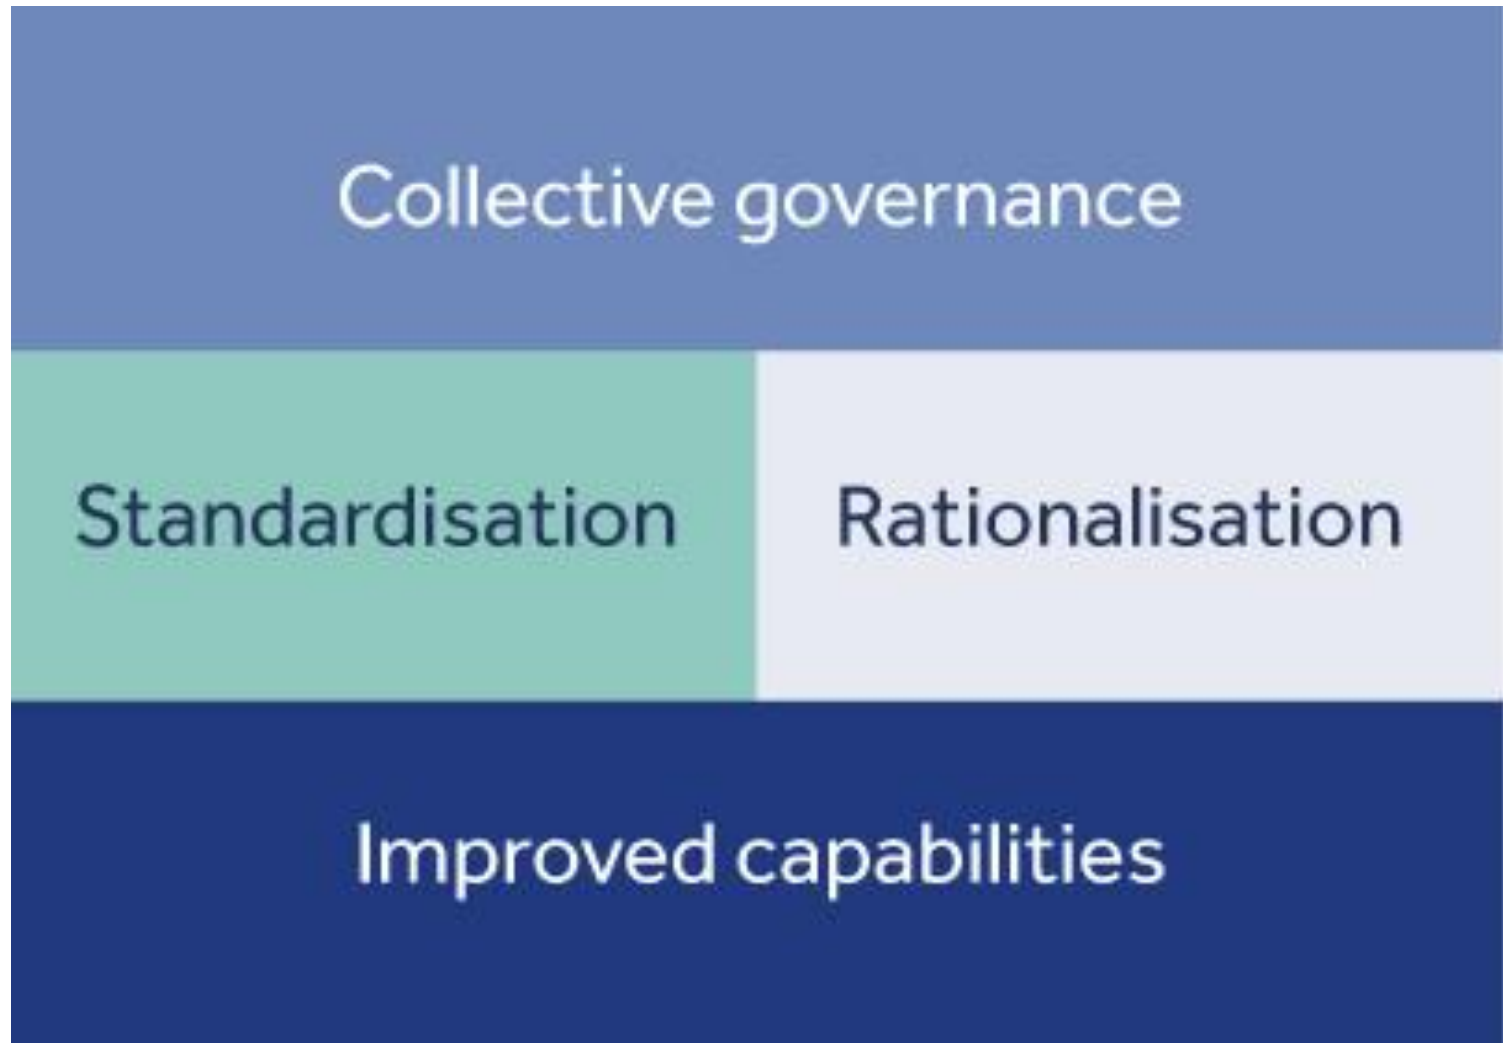 Collective governance
Standardisation
Rationalisation
Improved capabilities